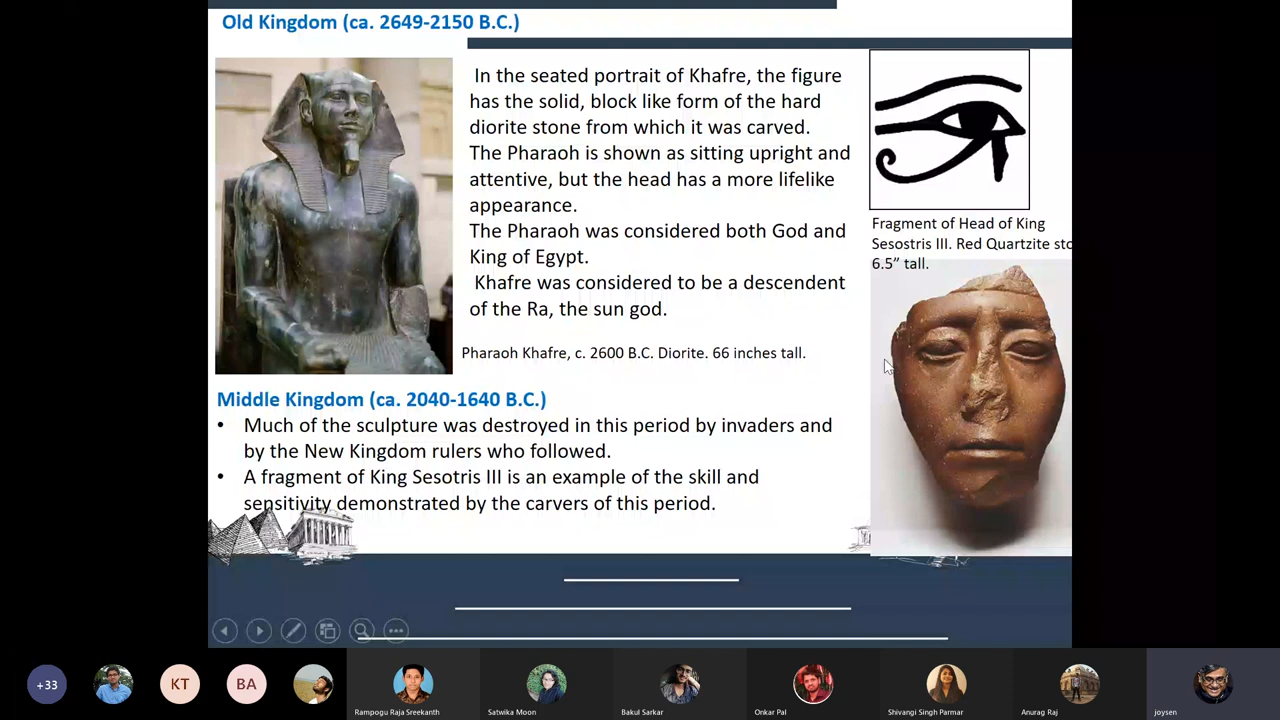 Old Kingdom (ca. 2649-2150 B.C.)
In the seated portrait of Khafre, the figure
has the solid, block like form of the hard
diorite stone from which it was carved.
The Pharaoh is shown as sitting upright and
attentive, but the head has a more lifelike
appearance.
The Pharaoh was considered both God and
King of Egypt.
Khafre was considered to be a descendent
of the Ra, the sun god.
Pharaoh Khafre, c. 2600 B.C. Diorite. 66 inches tall.
Fragment of Head of King
Sesostris III. Red Quartzite sto
6.5” tall.
Middle Kingdom (ca. 2040-1640 B.C.)
• Much of the sculpture was destroyed in this period by invaders and
by the New Kingdom rulers who followed.
• A fragment of King Sesotris III is an example of the skill and
sensitivity demonstrated by the carvers of this period.
+33
KT
BA
Rampogu Raja Sreekanth
Satwika Moon
Bakul Sarkar
Onkar Pal
Shivangi Singh Parmar
Anurag Raj
joysen